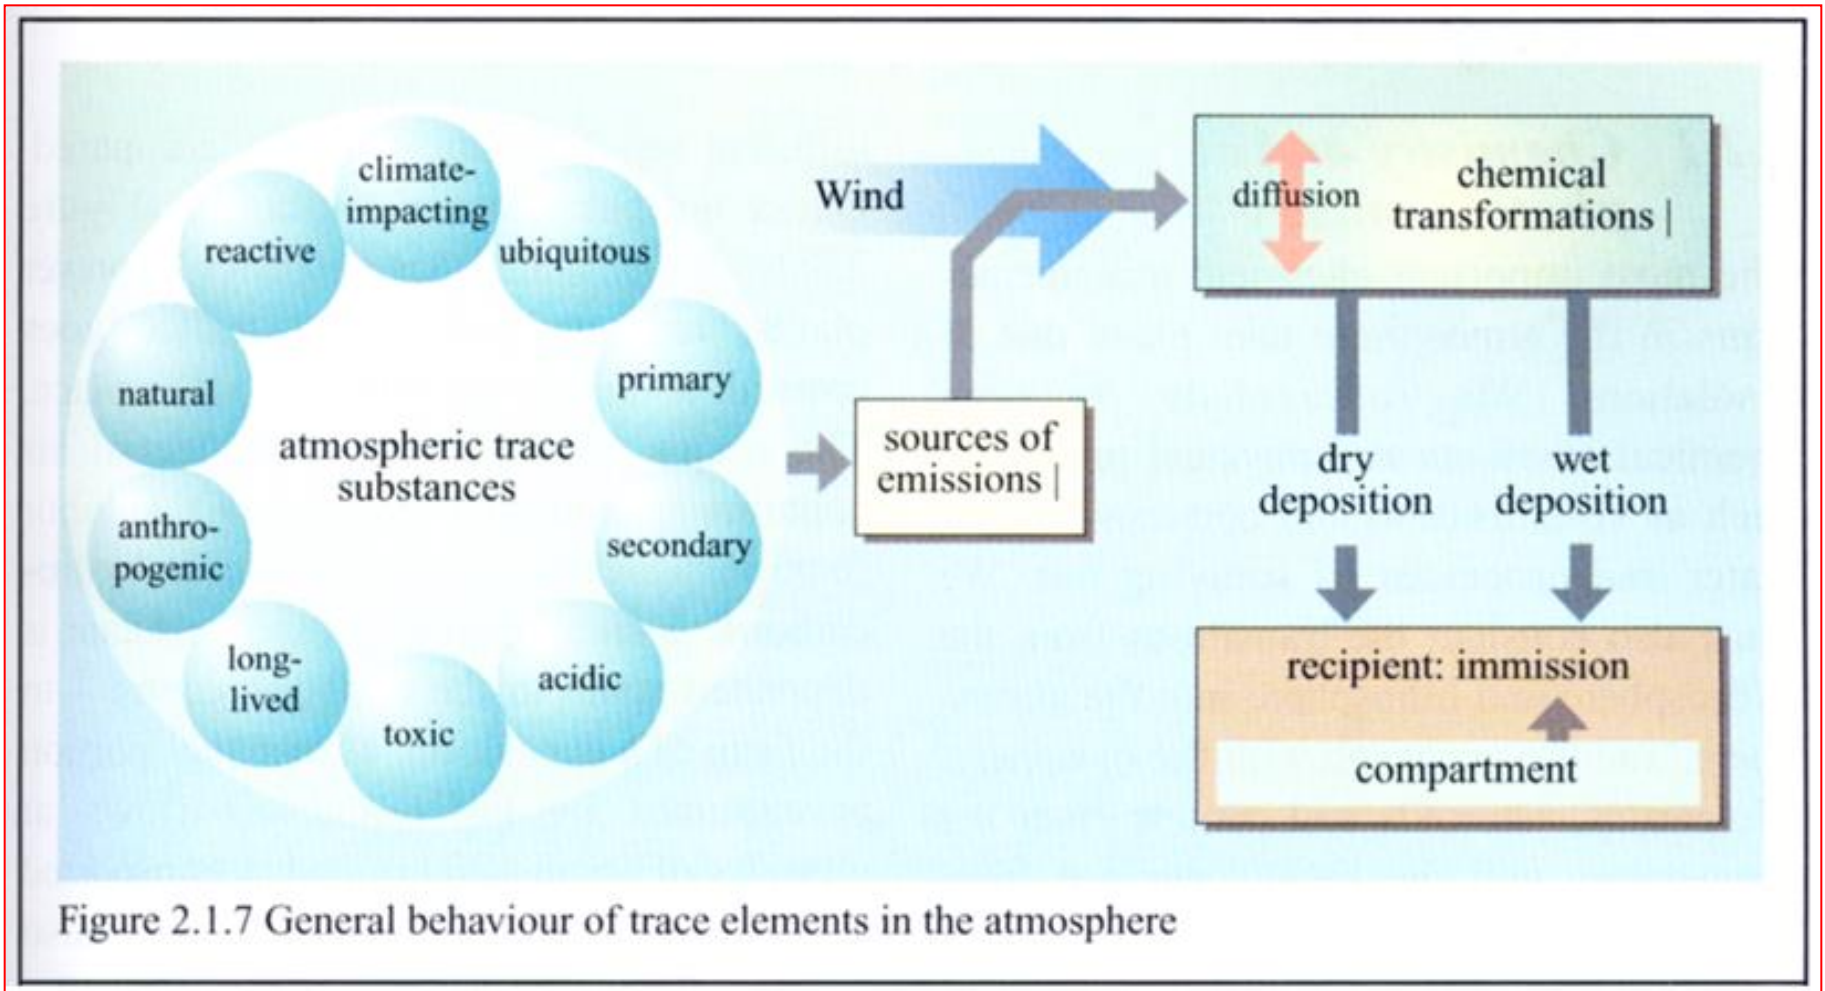 climate-
impacting
reactive
ubiquitous
natural
primary
atmospheric trace
substances
anthro-
pogenic
secondary
long-
lived
acidic
toxic
Wind
sources of
emissions |
diffusion
chemical
transformations |
dry
deposition
wet
deposition
recipient: immission
compartment
Figure 2.1.7 General behaviour of trace elements in the atmosphere